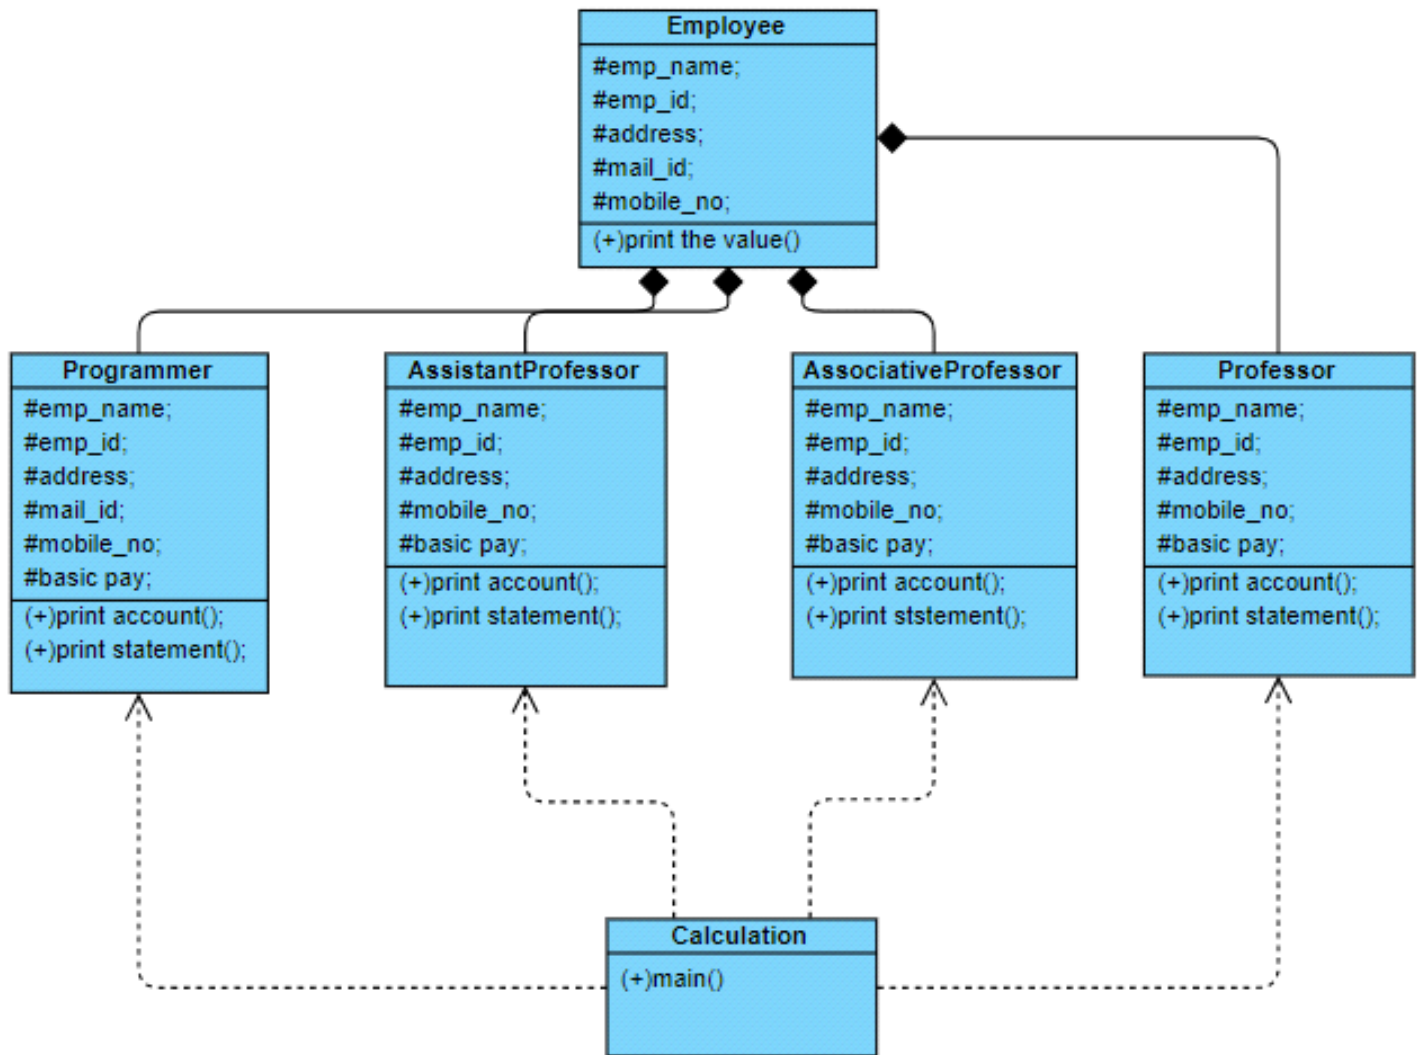 Employee
#emp_name;
#emp_id;
#address;
#mail_id;
#mobile_no;
(+)print the value()
Programmer
#emp_name;
#emp_id;
#address;
#mail_id;
#mobile_no;
#basic pay;
(+)print account();
(+)print statement();
AssistantProfessor
#emp_name;
#emp_id;
#address;
#mobile_no;
#basic pay;
(+)print account();
(+)print statement();
AssociativeProfessor
#emp_name;
#emp_id;
#address;
#mobile_no;
#basic pay;
(+)print account();
(+)print ststement();
Professor
#emp_name;
#emp_id;
#address;
#mobile_no;
#basic pay;
(+)print account();
(+)print statement();
Calculation
(+)main()